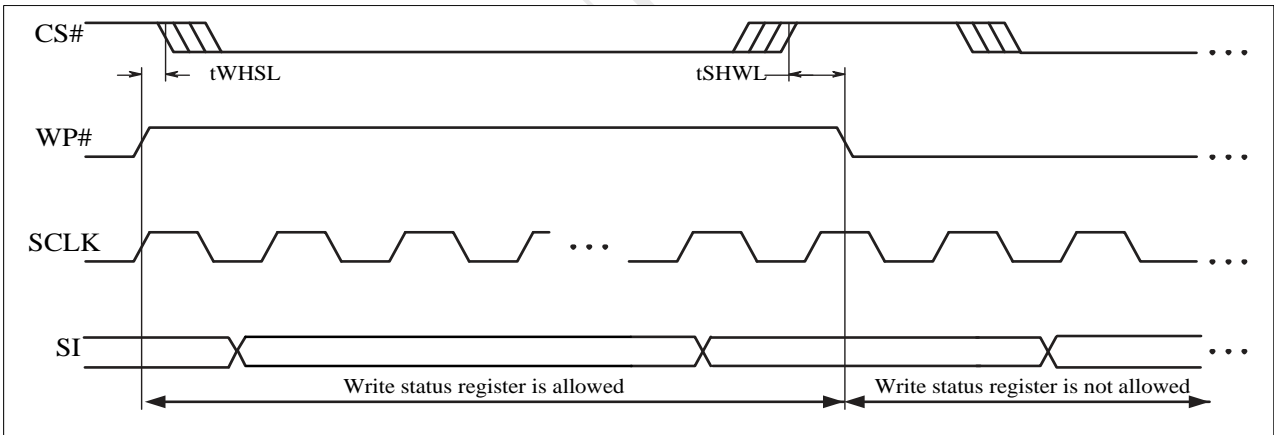 CS#
tWHSL
tSHWL
WP#
SCLK
SI
Write status register is allowed
Write status register is not allowed